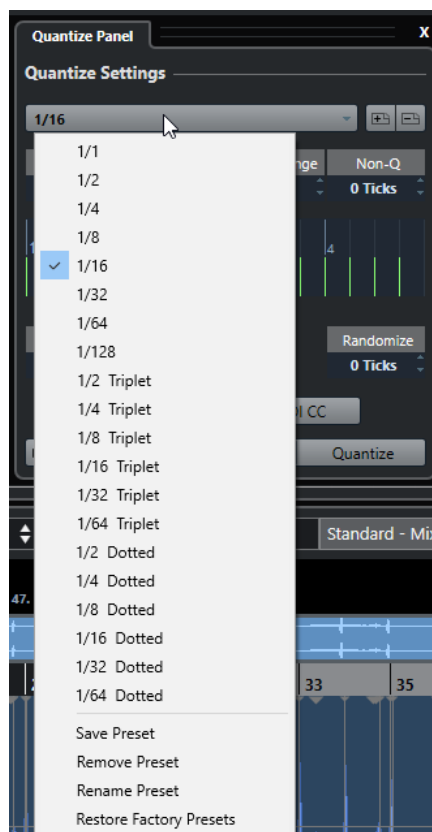 Quantize Panel X
Quantize Settings
1/16
1/1
1/2
nge Non-Q
0 Ticks
1/4
1/8
1 4
1/16
1/32
1/64
1/128
Randomize
0 Ticks
1/2 Triplet
1/4 Triplet
I CC
1/8 Triplet
Quantize
1/16 Triplet
1/32 Triplet
1/64 Triplet
Standard - Mix
1/2 Dotted
1/4 Dotted
47.
1/8 Dotted
1/16 Dotted
1/32 Dotted
33 35
1/64 Dotted
Save Preset
Remove Preset
Rename Preset
Restore Factory Presets